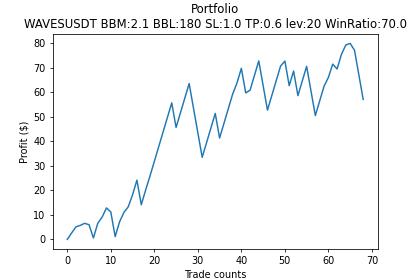 Portfolio
WAVESUSDT BBM:2.1 BBL:180 SL:1.0 TP:0.6 lev:20 WinRatio:70.0
80
70
60
50
40
30
20
10
0
Profit ($)
0 10 20 30 40 50 60 70
Trade counts